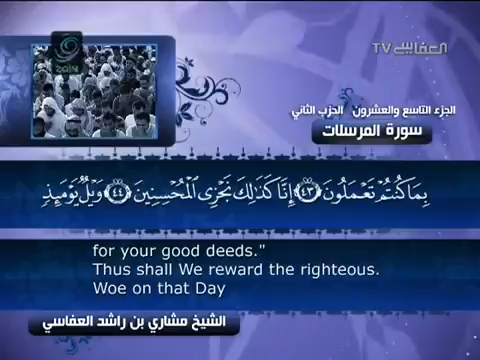 العفاسي TV
الجزء التاسع والعشرون الحزب الثاني
سورة المرسلات
بِمَا كُنتُمْ تَعْمَلُونَ ٤٣ إِنَّا كَذَٰلِكَ نَجْزِي الْمُحْسِنِينَ ٤٤ وَيْلٌ يَوْمَئِذٍ
for your good deeds."
Thus shall We reward the righteous.
Woe on that Day
الشيخ مشاري بن راشد العفاسي